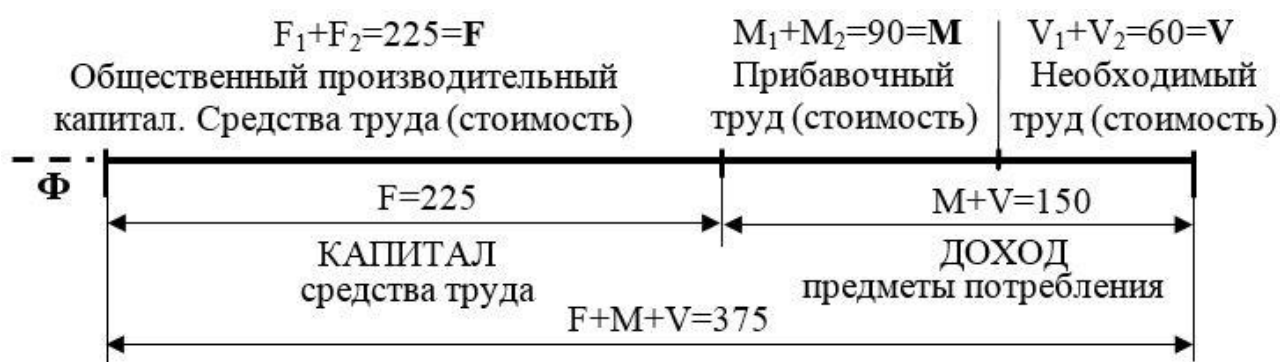 F₁+F₂=225=F
Общественный производительный
капитал. Средства труда (стоимость)
M₁+M₂=90=M
Прибавочный
труд (стоимость)
V₁+V₂=60=V
Необходимый
труд (стоимость)
Ф
F=225
КАПИТАЛ
средства труда
M+V=150
ДОХОД
предметы потребления
F+M+V=375